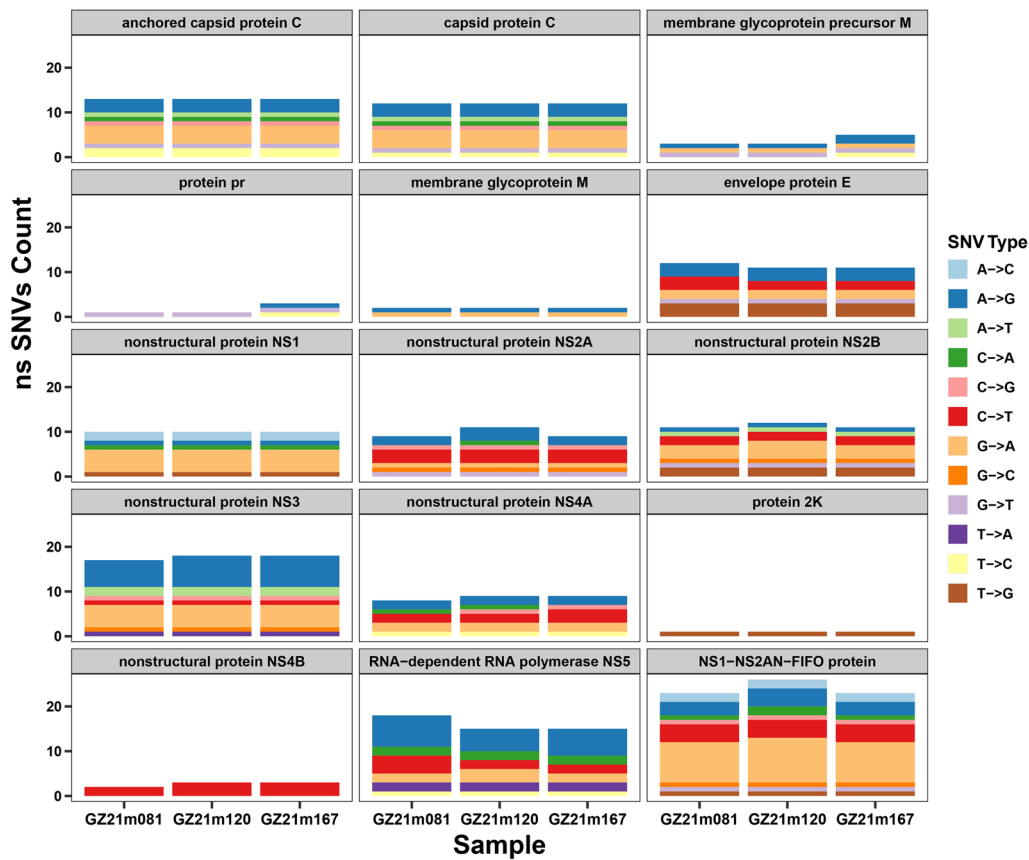 anchored capsid protein C
capsid protein C
membrane glycoprotein precursor M
20
10
0
protein pr
membrane glycoprotein M
envelope protein E
20
10
0
nonstructural protein NS1
nonstructural protein NS2A
nonstructural protein NS2B
20
10
0
nonstructural protein NS3
nonstructural protein NS4A
protein 2K
20
10
0
nonstructural protein NS4B
RNA−dependent RNA polymerase NS5
NS1−NS2AN−FIFO protein
20
10
0
GZ21m081 GZ21m120 GZ21m167
GZ21m081 GZ21m120 GZ21m167
GZ21m081 GZ21m120 GZ21m167
Sample
ns SNVs Count
SNV Type
A−>C
A−>G
A−>T
C−>A
C−>G
C−>T
G−>A
G−>C
G−>T
T−>A
T−>C
T−>G